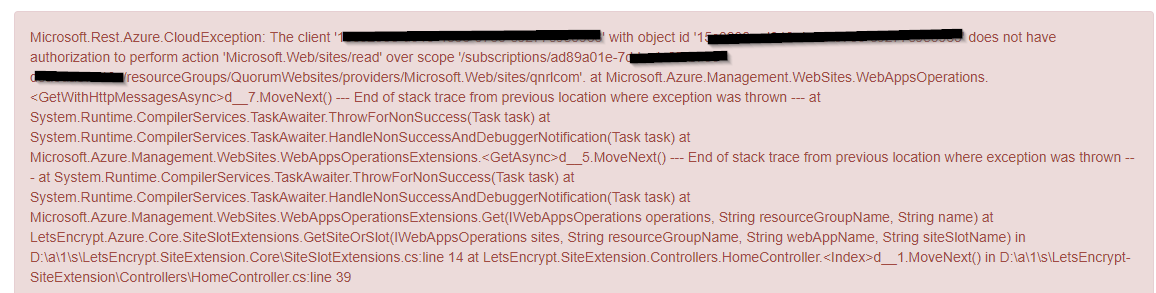 Microsoft.Rest.Azure.CloudException: The client '1 ' with object id '15 ' does not have
authorization to perform action 'Microsoft.Web/sites/read' over scope '/subscriptions/ad89a01e-7c
/resourceGroups/QuorumWebsites/providers/Microsoft.Web/sites/qnrlcom'. at Microsoft.Azure.Management.WebSites.WebAppsOperations.
<GetWithHttpMessagesAsync>d__7.MoveNext() --- End of stack trace from previous location where exception was thrown --- at
System.Runtime.CompilerServices.TaskAwaiter.ThrowForNonSuccess(Task task) at
System.Runtime.CompilerServices.TaskAwaiter.HandleNonSuccessAndDebuggerNotification(Task task) at
Microsoft.Azure.Management.WebSites.WebAppsOperationsExtensions.<GetAsync>d__5.MoveNext() --- End of stack trace from previous location where exception was thrown --
- at System.Runtime.CompilerServices.TaskAwaiter.ThrowForNonSuccess(Task task) at
System.Runtime.CompilerServices.TaskAwaiter.HandleNonSuccessAndDebuggerNotification(Task task) at
Microsoft.Azure.Management.WebSites.WebAppsOperationsExtensions.Get(IWebAppsOperations operations, String resourceGroupName, String name) at
LetsEncrypt.Azure.Core.SiteSlotExtensions.GetSiteOrSlot(IWebAppsOperations sites, String resourceGroupName, String webAppName, String siteSlotName) in
D:\a\1\s\LetsEncrypt.SiteExtension.Core\SiteSlotExtensions.cs:line 14 at LetsEncrypt.SiteExtension.Controllers.HomeController.<Index>d__1.MoveNext() in D:\a\1\s\LetsEncrypt-
SiteExtension\Controllers\HomeController.cs:line 39